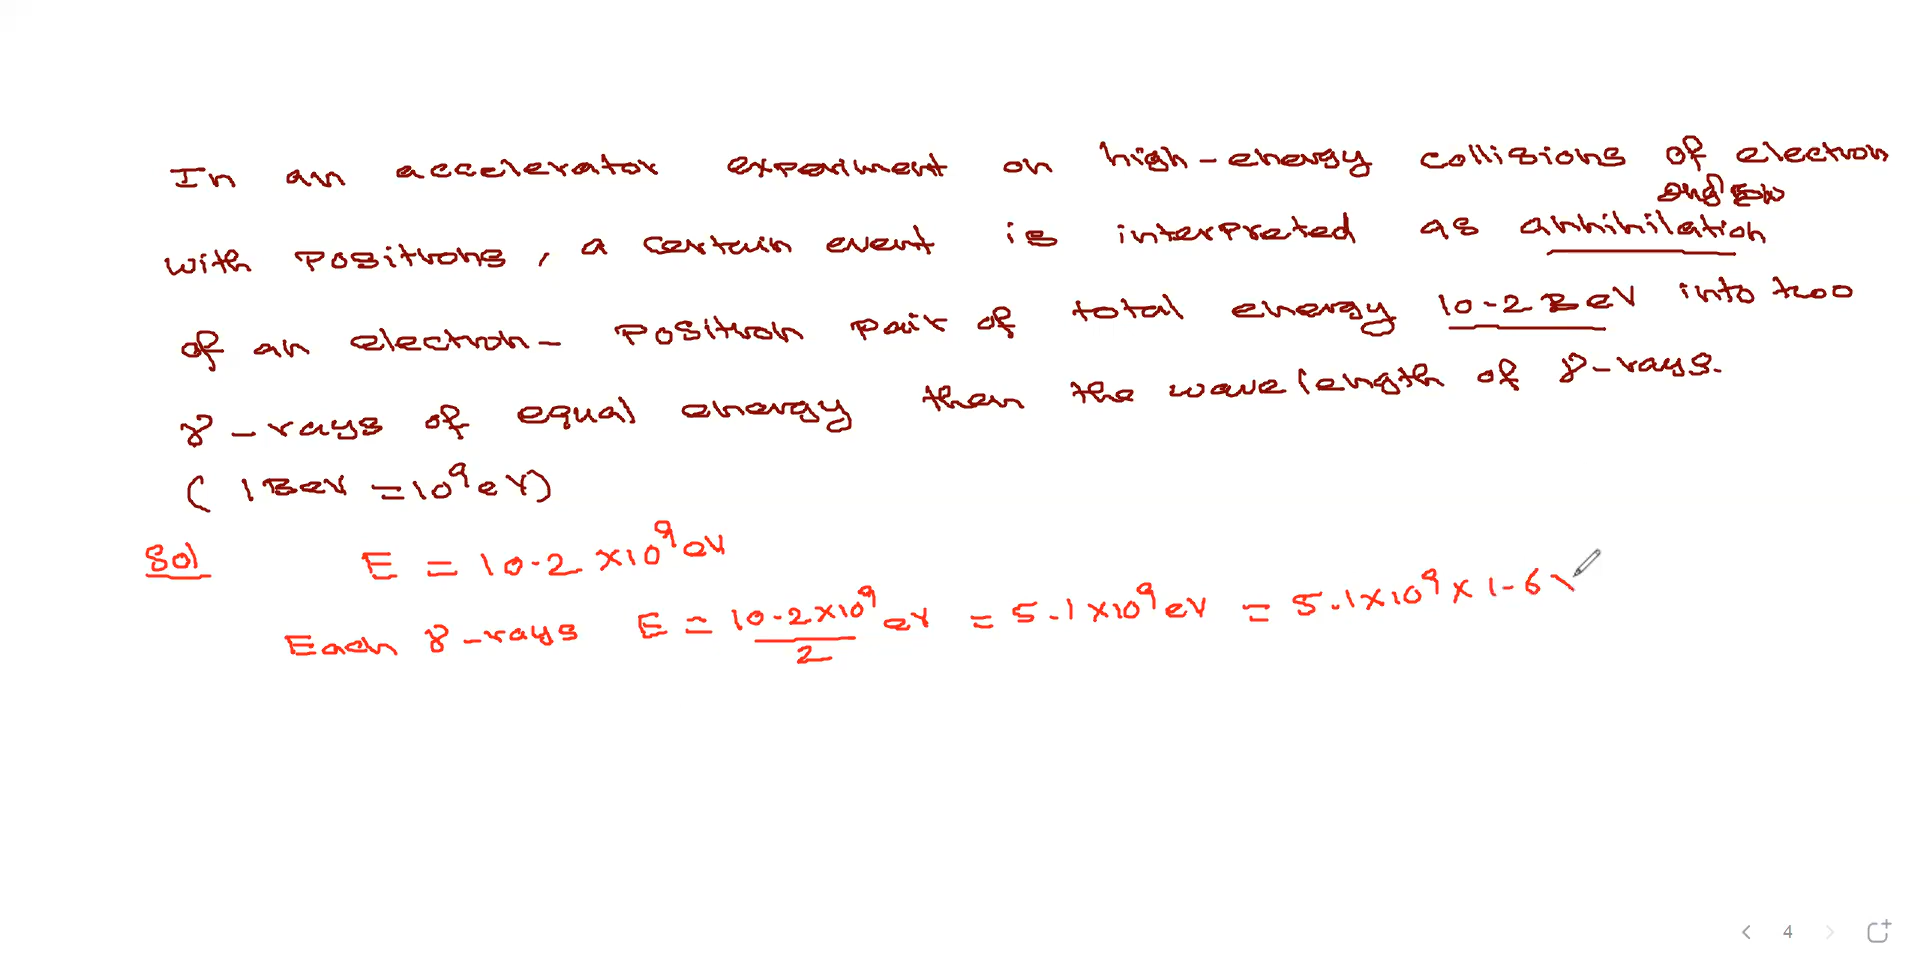 In an accelerator experiment on high-energy collisions of electron
with positrons, a certain event is interpreted as annihilation
of an electron - positron pair of total energy 10.2 BeV into two
γ-rays of equal energy then the wavelength of γ-rays.
( 1 BeV = 10⁹ eV)
Sol E = 10.2 ×10⁹ eV
Each γ-rays E = 10.2×10⁹/2 eV = 5.1×10⁹ eV = 5.1×10⁹ × 1.6
4